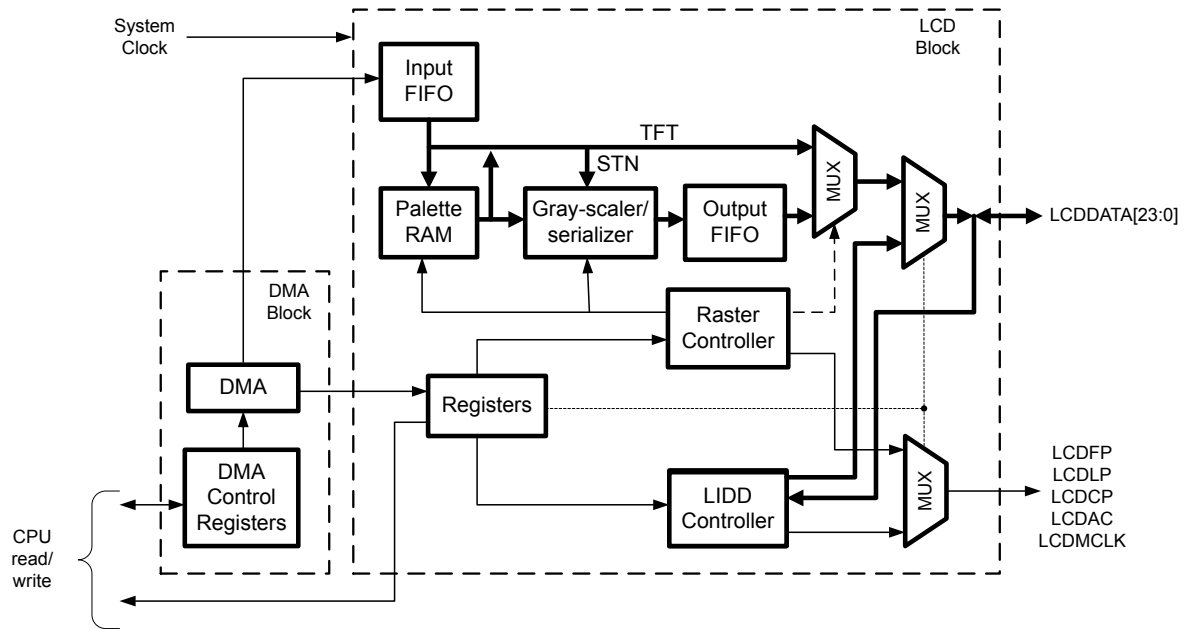 System
Clock
LCD
Block
Input
FIFO
TFT
STN
MUX
MUX
Palette
RAM
Gray-scaler/
serializer
Output
FIFO
LCDDATA[23:0]
DMA
Block
Raster
Controller
DMA
Registers
DMA
Control
Registers
LIDD
Controller
MUX
LCDFP
LCDLP
LCDCP
LCDAC
LCDMCLK
CPU
read/
write